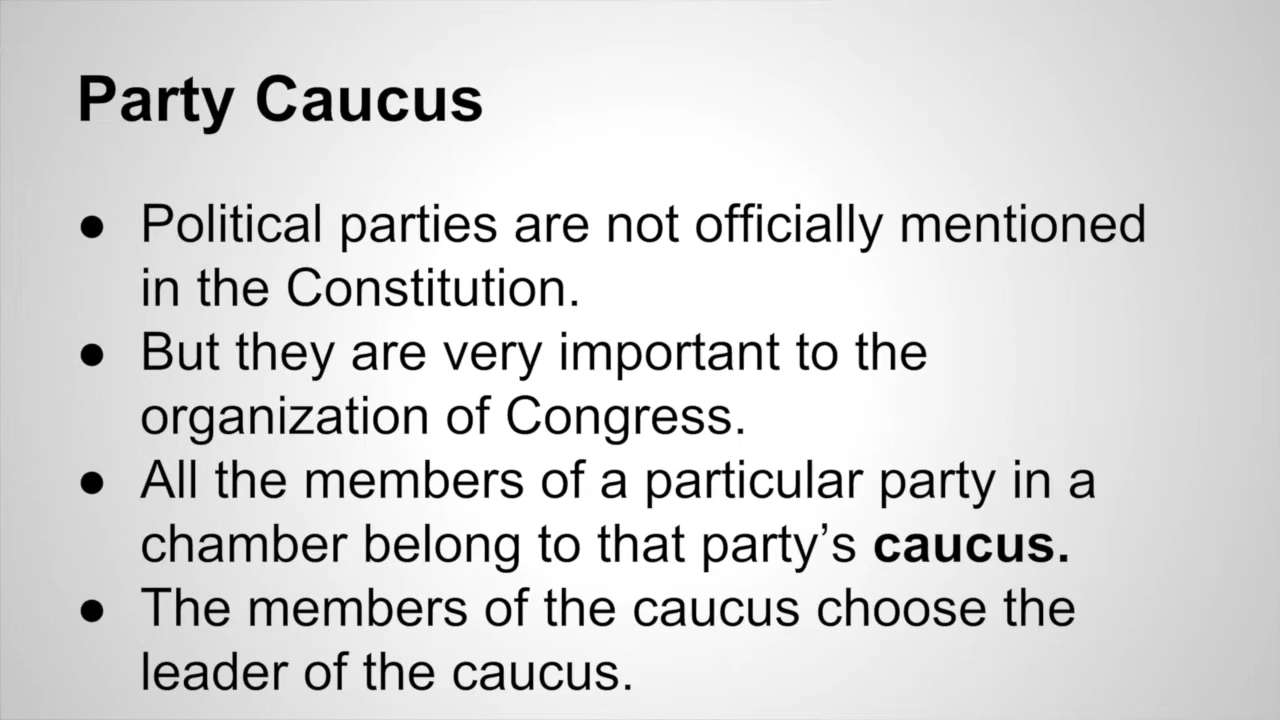 Party Caucus
● Political parties are not officially mentioned
in the Constitution.
● But they are very important to the
organization of Congress.
● All the members of a particular party in a
chamber belong to that party’s caucus.
● The members of the caucus choose the
leader of the caucus.